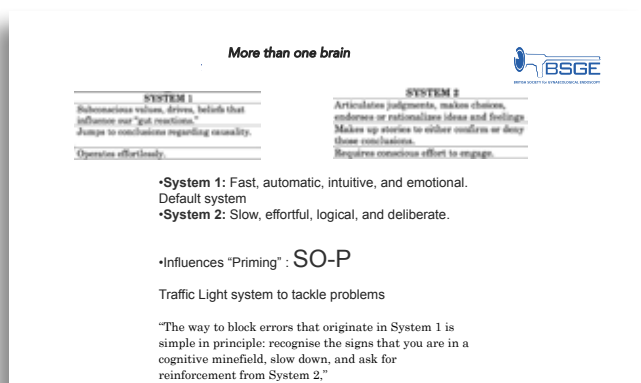 More than one brain
BSGE
BRITISH SOCIETY for GYNAECOLOGICAL ENDOSCOPY
SYSTEM 1
Subconscious values, drives, beliefs that
influence our "gut reactions."
Jumps to conclusions regarding causality.
Operates effortlessly.
SYSTEM 2
Articulates judgments, makes choices,
endorses or rationalizes ideas and feelings
Makes up stories to either confirm or deny
those conclusions.
Requires conscious effort to engage.
•System 1: Fast, automatic, intuitive, and emotional.
Default system
•System 2: Slow, effortful, logical, and deliberate.
•Influences “Priming” : SO-P
Traffic Light system to tackle problems
“The way to block errors that originate in System 1 is
simple in principle: recognise the signs that you are in a
cognitive minefield, slow down, and ask for
reinforcement from System 2,”